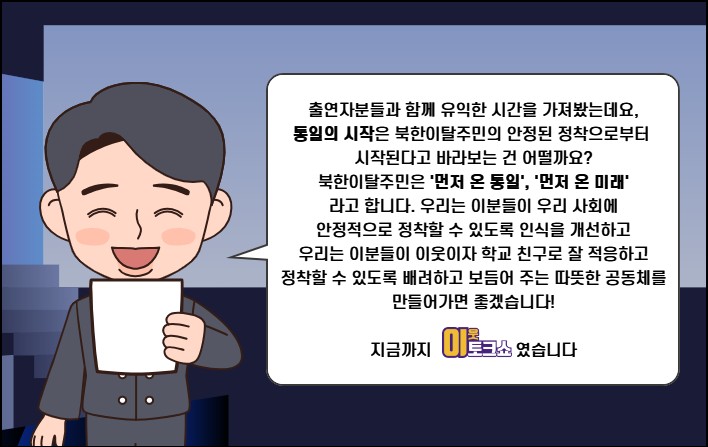 출연자분들과 함께 유익한 시간을 가져봤는데요,
통일의 시작은 북한이탈주민의 안정된 정착으로부터
시작된다고 바라보는 건 어떨까요?
북한이탈주민은 '먼저 온 통일', '먼저 온 미래'
라고 합니다. 우리는 이분들이 우리 사회에
안정적으로 정착할 수 있도록 인식을 개선하고
우리는 이분들이 이웃이자 학교 친구로 잘 적응하고
정착할 수 있도록 배려하고 보듬어 주는 따뜻한 공동체를
만들어가면 좋겠습니다!
지금까지 이웃토크쇼 였습니다